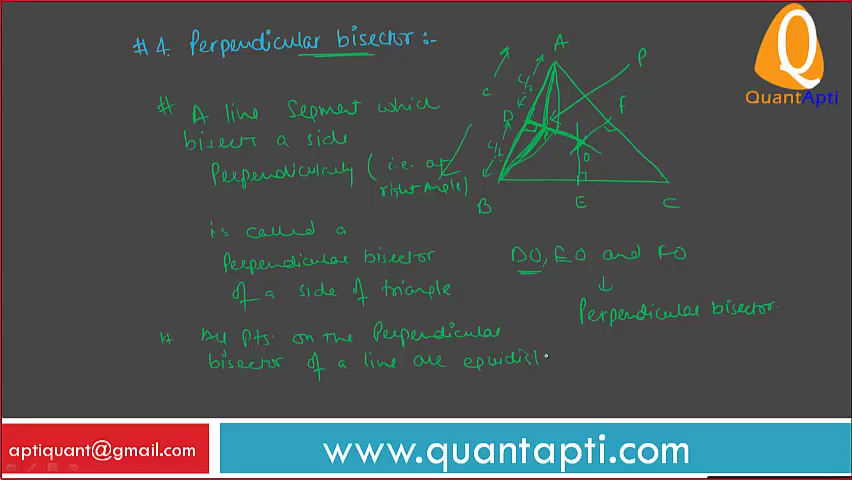 # 4. Perpendicular bisector :-
# A line segment which
bisects a side
Perpendicularly (i.e. at
right Angle)
is called a
Perpendicular bisector
of a side of triangle
# All Pts. on the Perpendicular
bisector of a line are equidist
A
P
F
D
O
B
E
C
c
c/2
c/2
DO, EO and FO
↓
Perpendicular bisector.
Q
QuantApti
aptiquant@gmail.com
www.quantapti.com